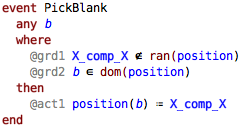 event PickBlank
any b
where
@grd1 X_comp_X ∉ ran(position)
@grd2 b ∈ dom(position)
then
@act1 position(b) ≔ X_comp_X
end